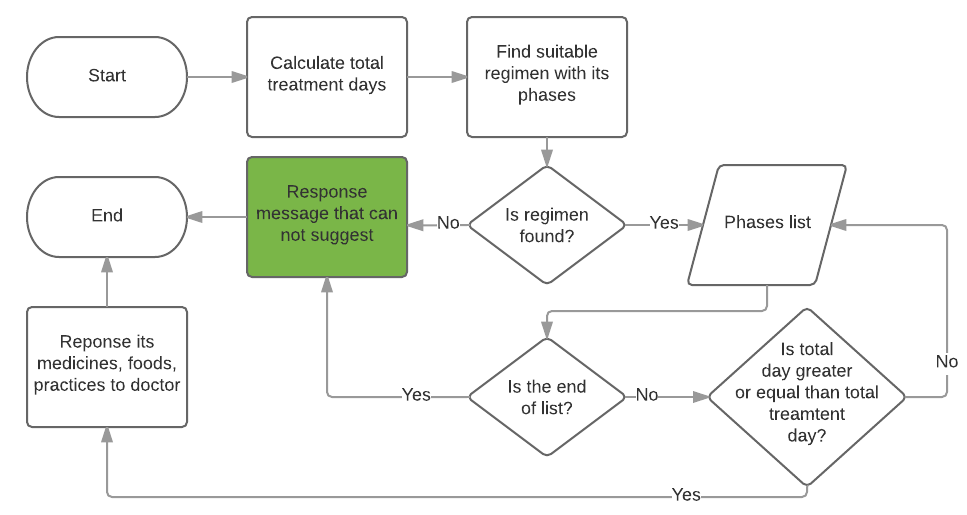 Start
Calculate total
treatment days
Find suitable
regimen with its
phases
End
Response
message that can
not suggest
No
Is regimen
found?
Yes
Phases list
Reponse its
medicines, foods,
practices to doctor
Yes
Is the end
of list?
No
Is total
day greater
or equal than total
treamtent
day?
No
Yes